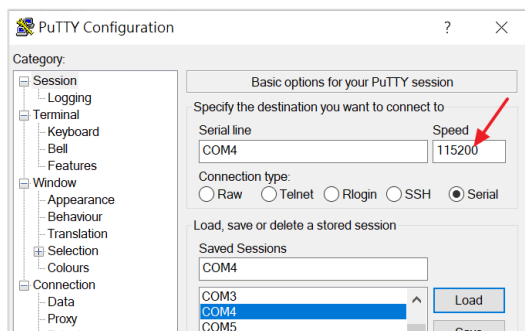 PuTTY Configuration ? ×
Category:
Session
Logging
Terminal
Keyboard
Bell
Features
Window
Appearance
Behaviour
Translation
Selection
Colours
Connection
Data
Proxy
Basic options for your PuTTY session
Specify the destination you want to connect to
Serial line Speed
COM4 115200
Connection type:
Raw Telnet Rlogin SSH Serial
Load, save or delete a stored session
Saved Sessions
COM4
COM3
COM4
COM5
Load
Save